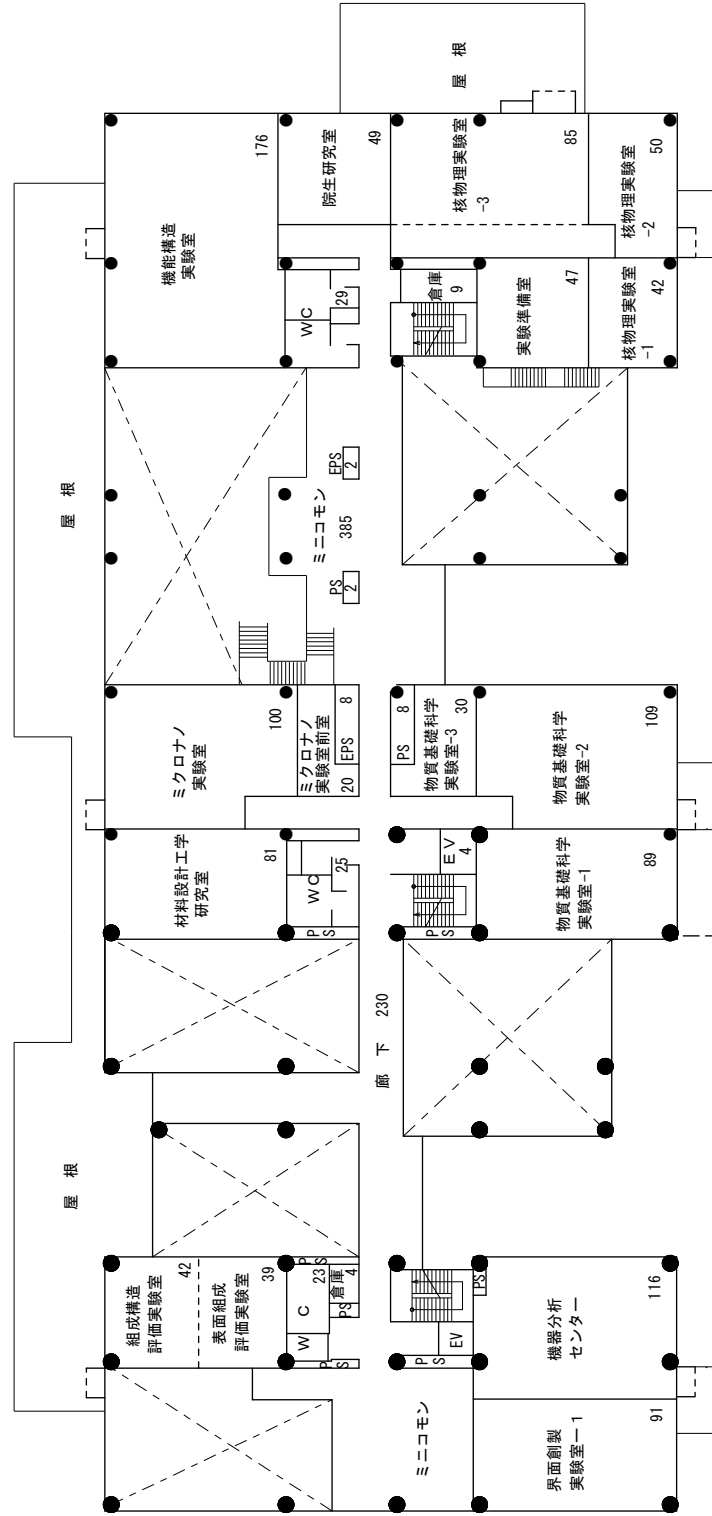 屋 根
機能構造
実験室
176
院生研究室
49
核物理実験室
-3
85
核物理実験室
-2
50
屋 根
WC
29
倉庫
9
実験準備室
47
核物理実験室
-1
42
屋 根
EPS
2
ミニコモン
385
PS
2
ミクロナノ
実験室
100
ミクロナノ
実験室前室
20
EPS
8
PS
8
物質基礎科学
実験室-3
30
物質基礎科学
実験室-2
109
材料設計工学
研究室
81
WC
25
PS
EV
4
PS
物質基礎科学
実験室-1
89
廊 下 230
屋 根
組成構造
評価実験室
42
表面組成
評価実験室
39
PS
WC
23
倉庫
4
PS
PS
PS
EV
PS
機器分析
センター
116
ミニコモン
界面創製
実験室ー1
91